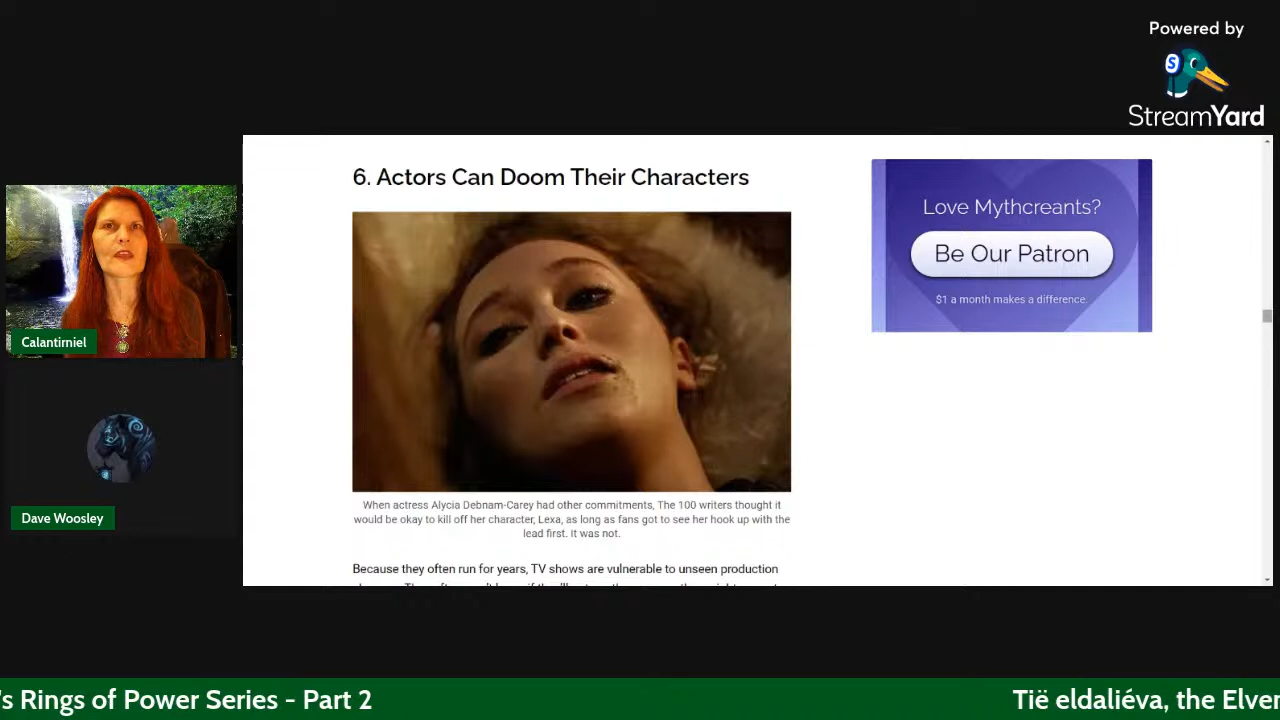 Powered by
StreamYard
6. Actors Can Doom Their Characters
When actress Alycia Debnam-Carey had other commitments, The 100 writers thought it
would be okay to kill off her character, Lexa, as long as fans got to see her hook up with the
lead first. It was not.
Because they often run for years, TV shows are vulnerable to unseen production
Love Mythcreants?
Be Our Patron
$1 a month makes a difference.
Calantirniel
Dave Woosley
's Rings of Power Series - Part 2
Tië eldaliéva, the Elver